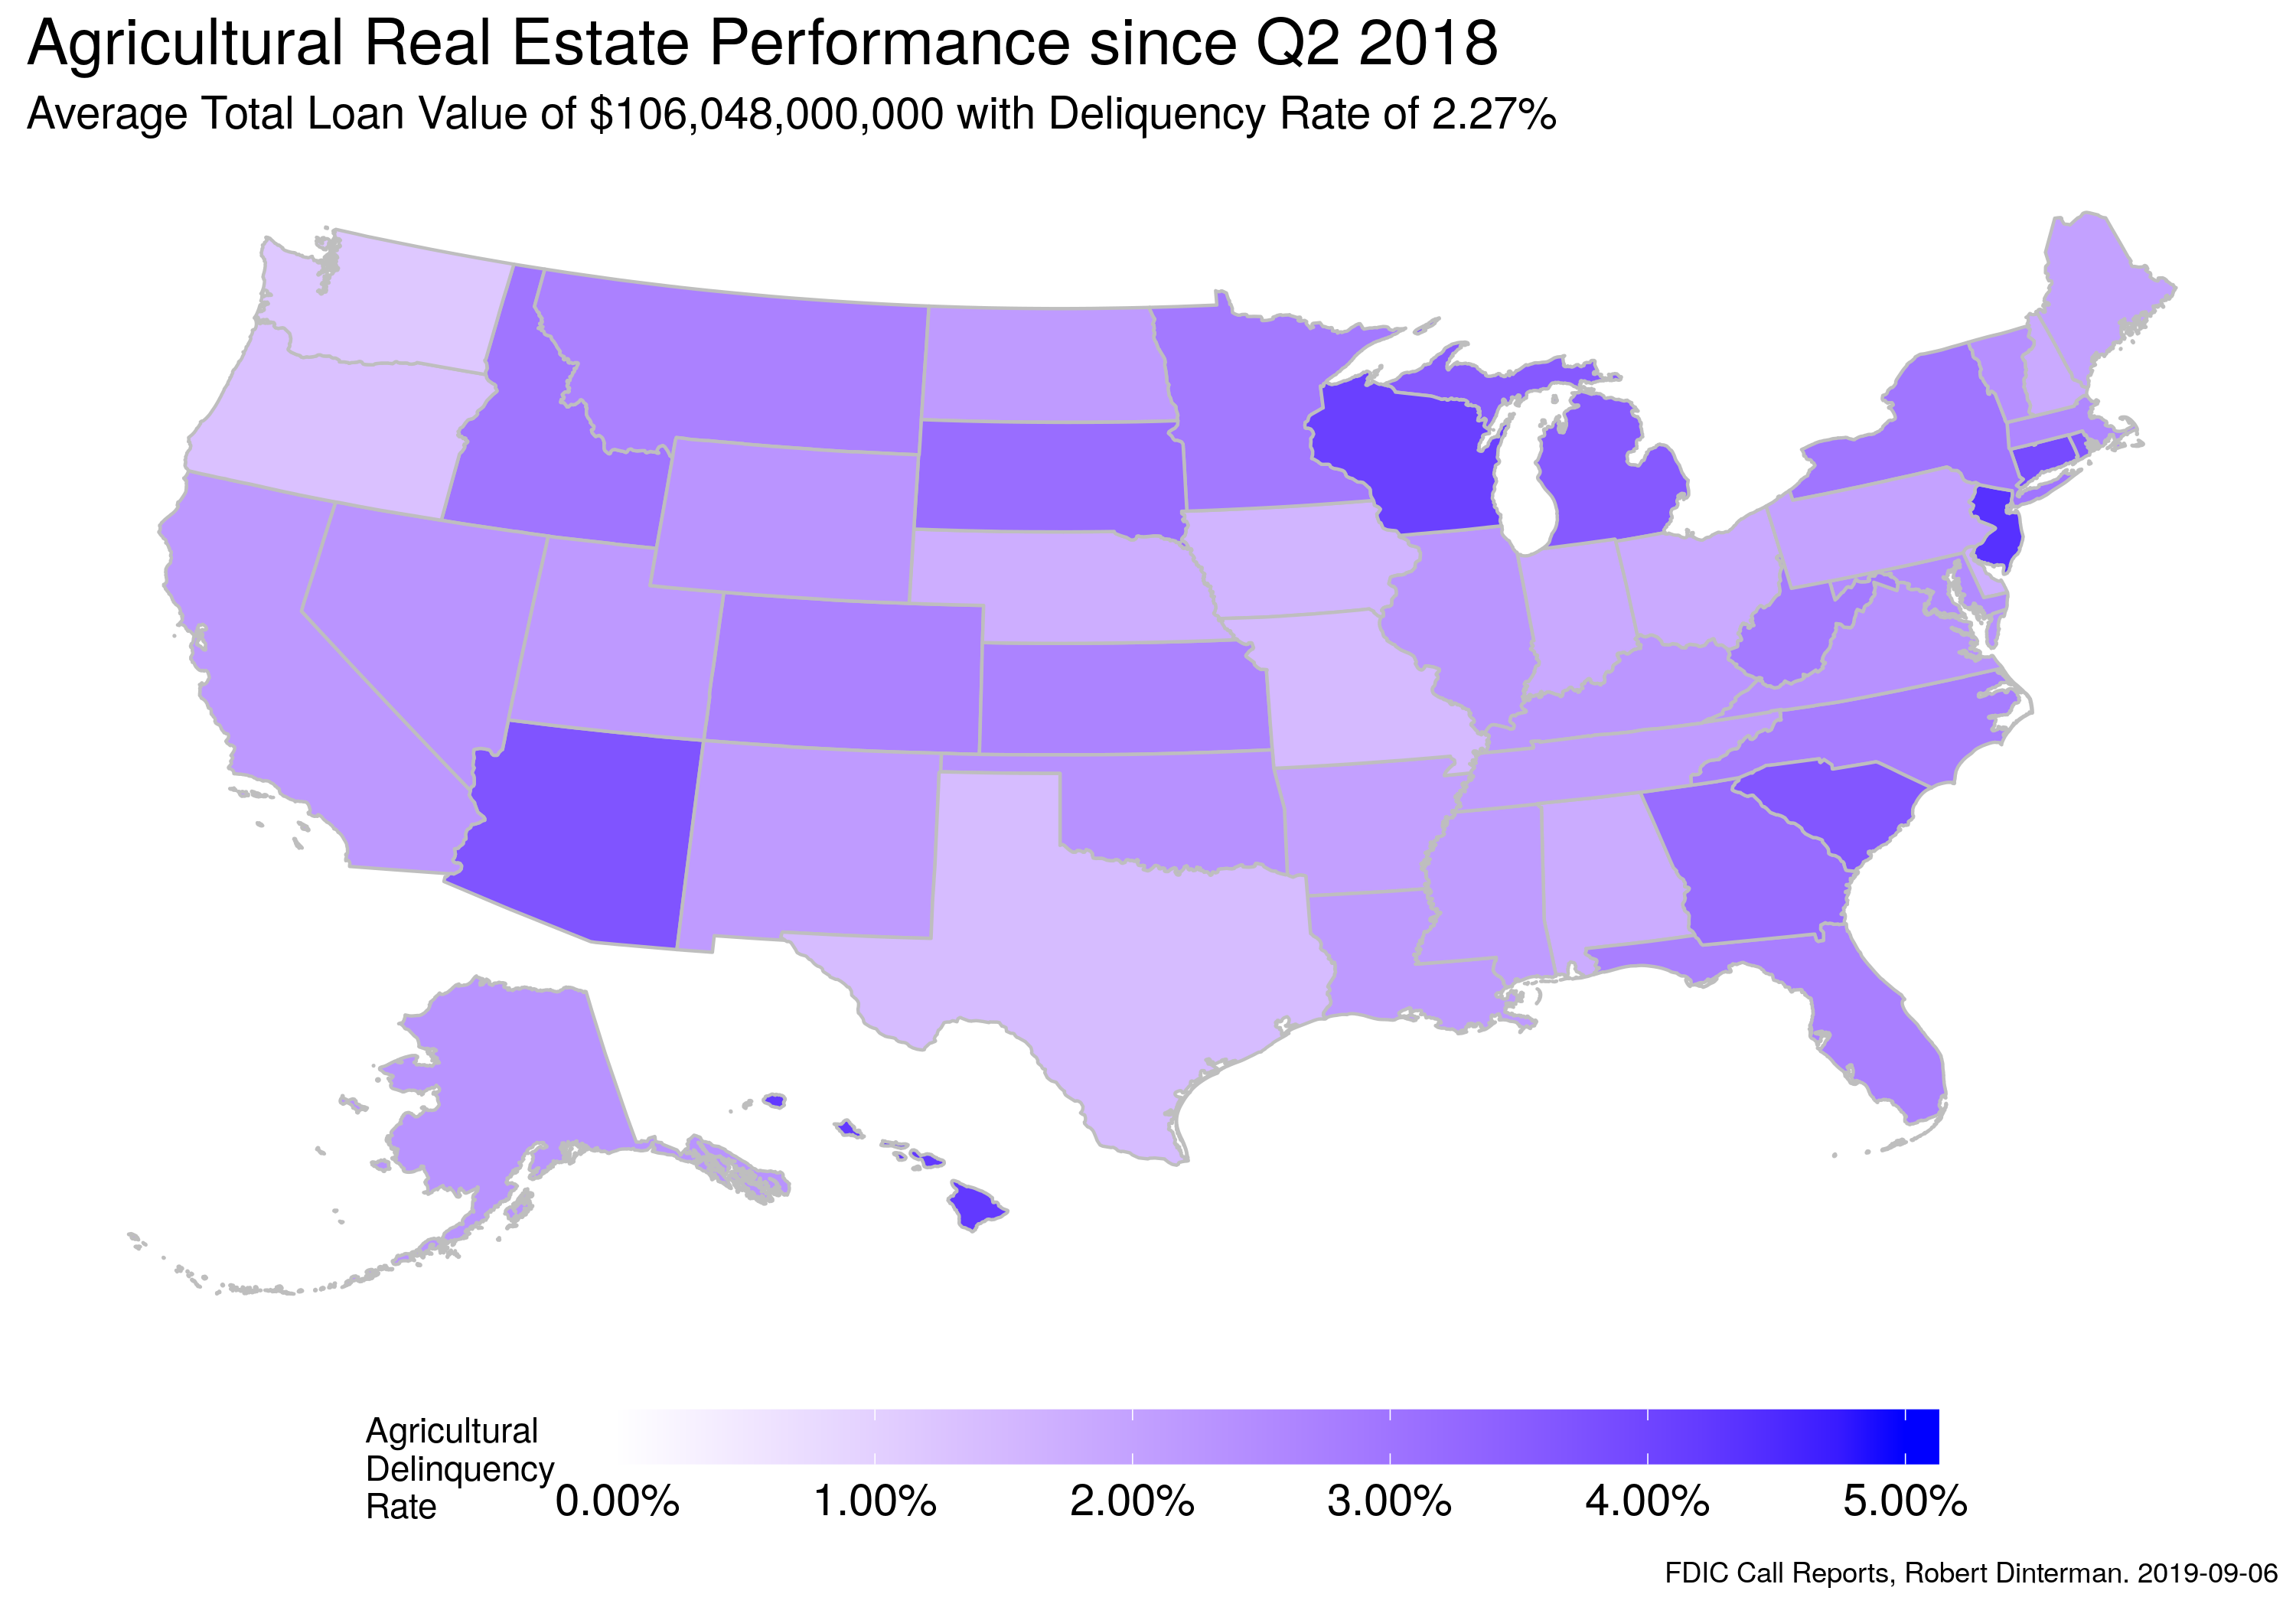 Agricultural Real Estate Performance since Q2 2018
Average Total Loan Value of $106,048,000,000 with Deliquency Rate of 2.27%
Agricultural
Delinquency
Rate
0.00% 1.00% 2.00% 3.00% 4.00% 5.00%
FDIC Call Reports, Robert Dinterman. 2019-09-06